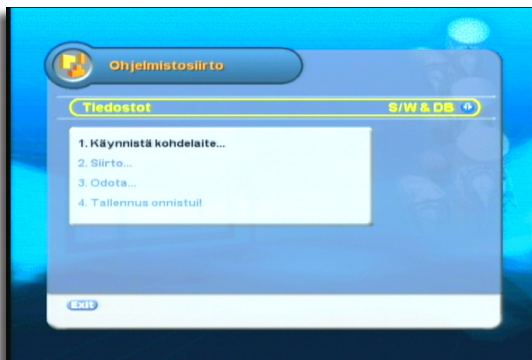 Ohjelmistosiirto
Tiedostot S/W & DB
1. Käynnistä kohdelaite...
2. Siirto...
3. Odota...
4. Tallennus onnistui!
Exit